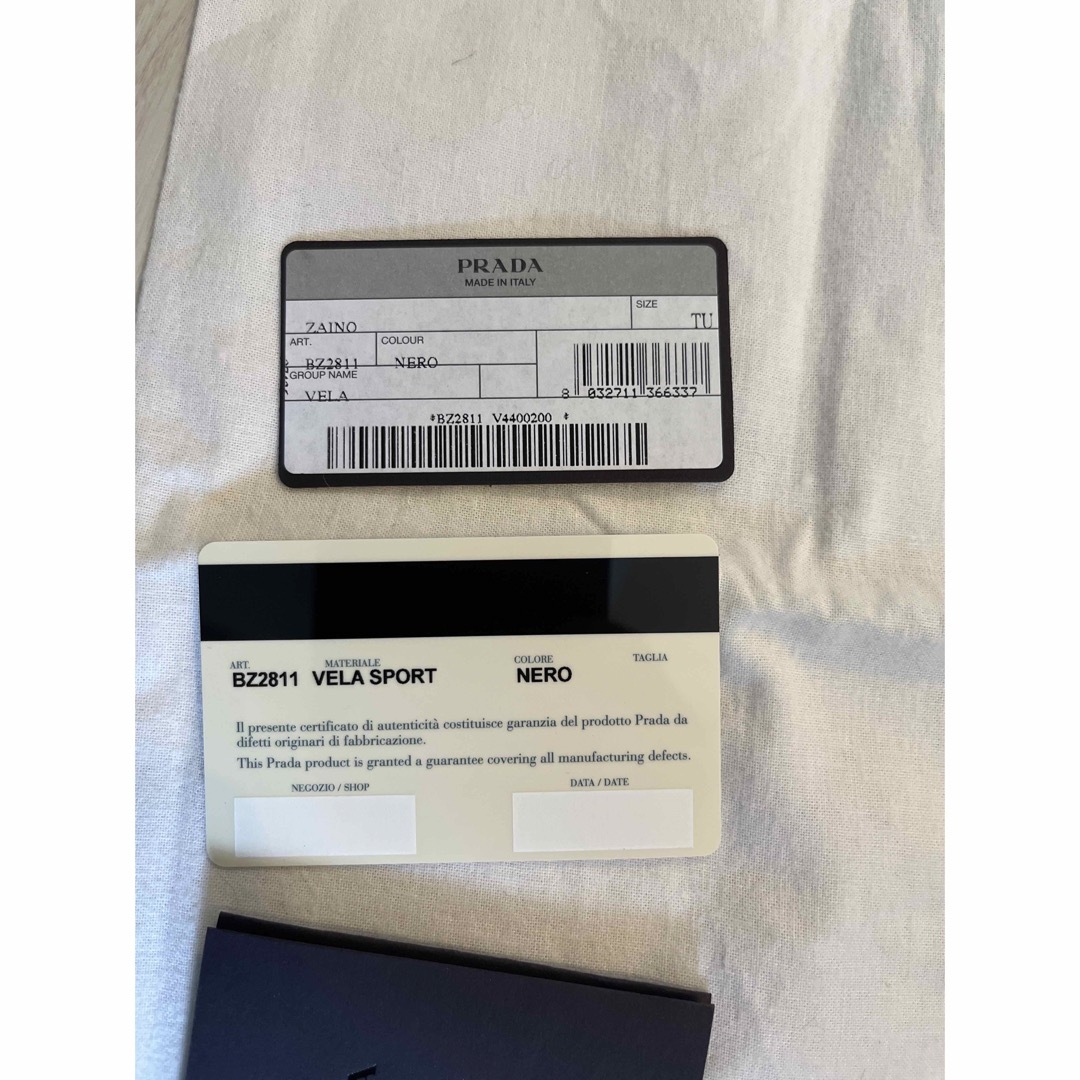 PRADA
MADE IN ITALY
SIZE
ZAINO TU
ART. COLOUR
BZ2811 NERO
GROUP NAME
VELA
8 032711 366337
*BZ2811 V4400200 *
ART. MATERIALE COLORE TAGLIA
BZ2811 VELA SPORT NERO
Il presente certificato di autenticità costituisce garanzia del prodotto Prada da
difetti originari di fabbricazione.
This Prada product is granted a guarantee covering all manufacturing defects.
NEGOZIO / SHOP DATA / DATE